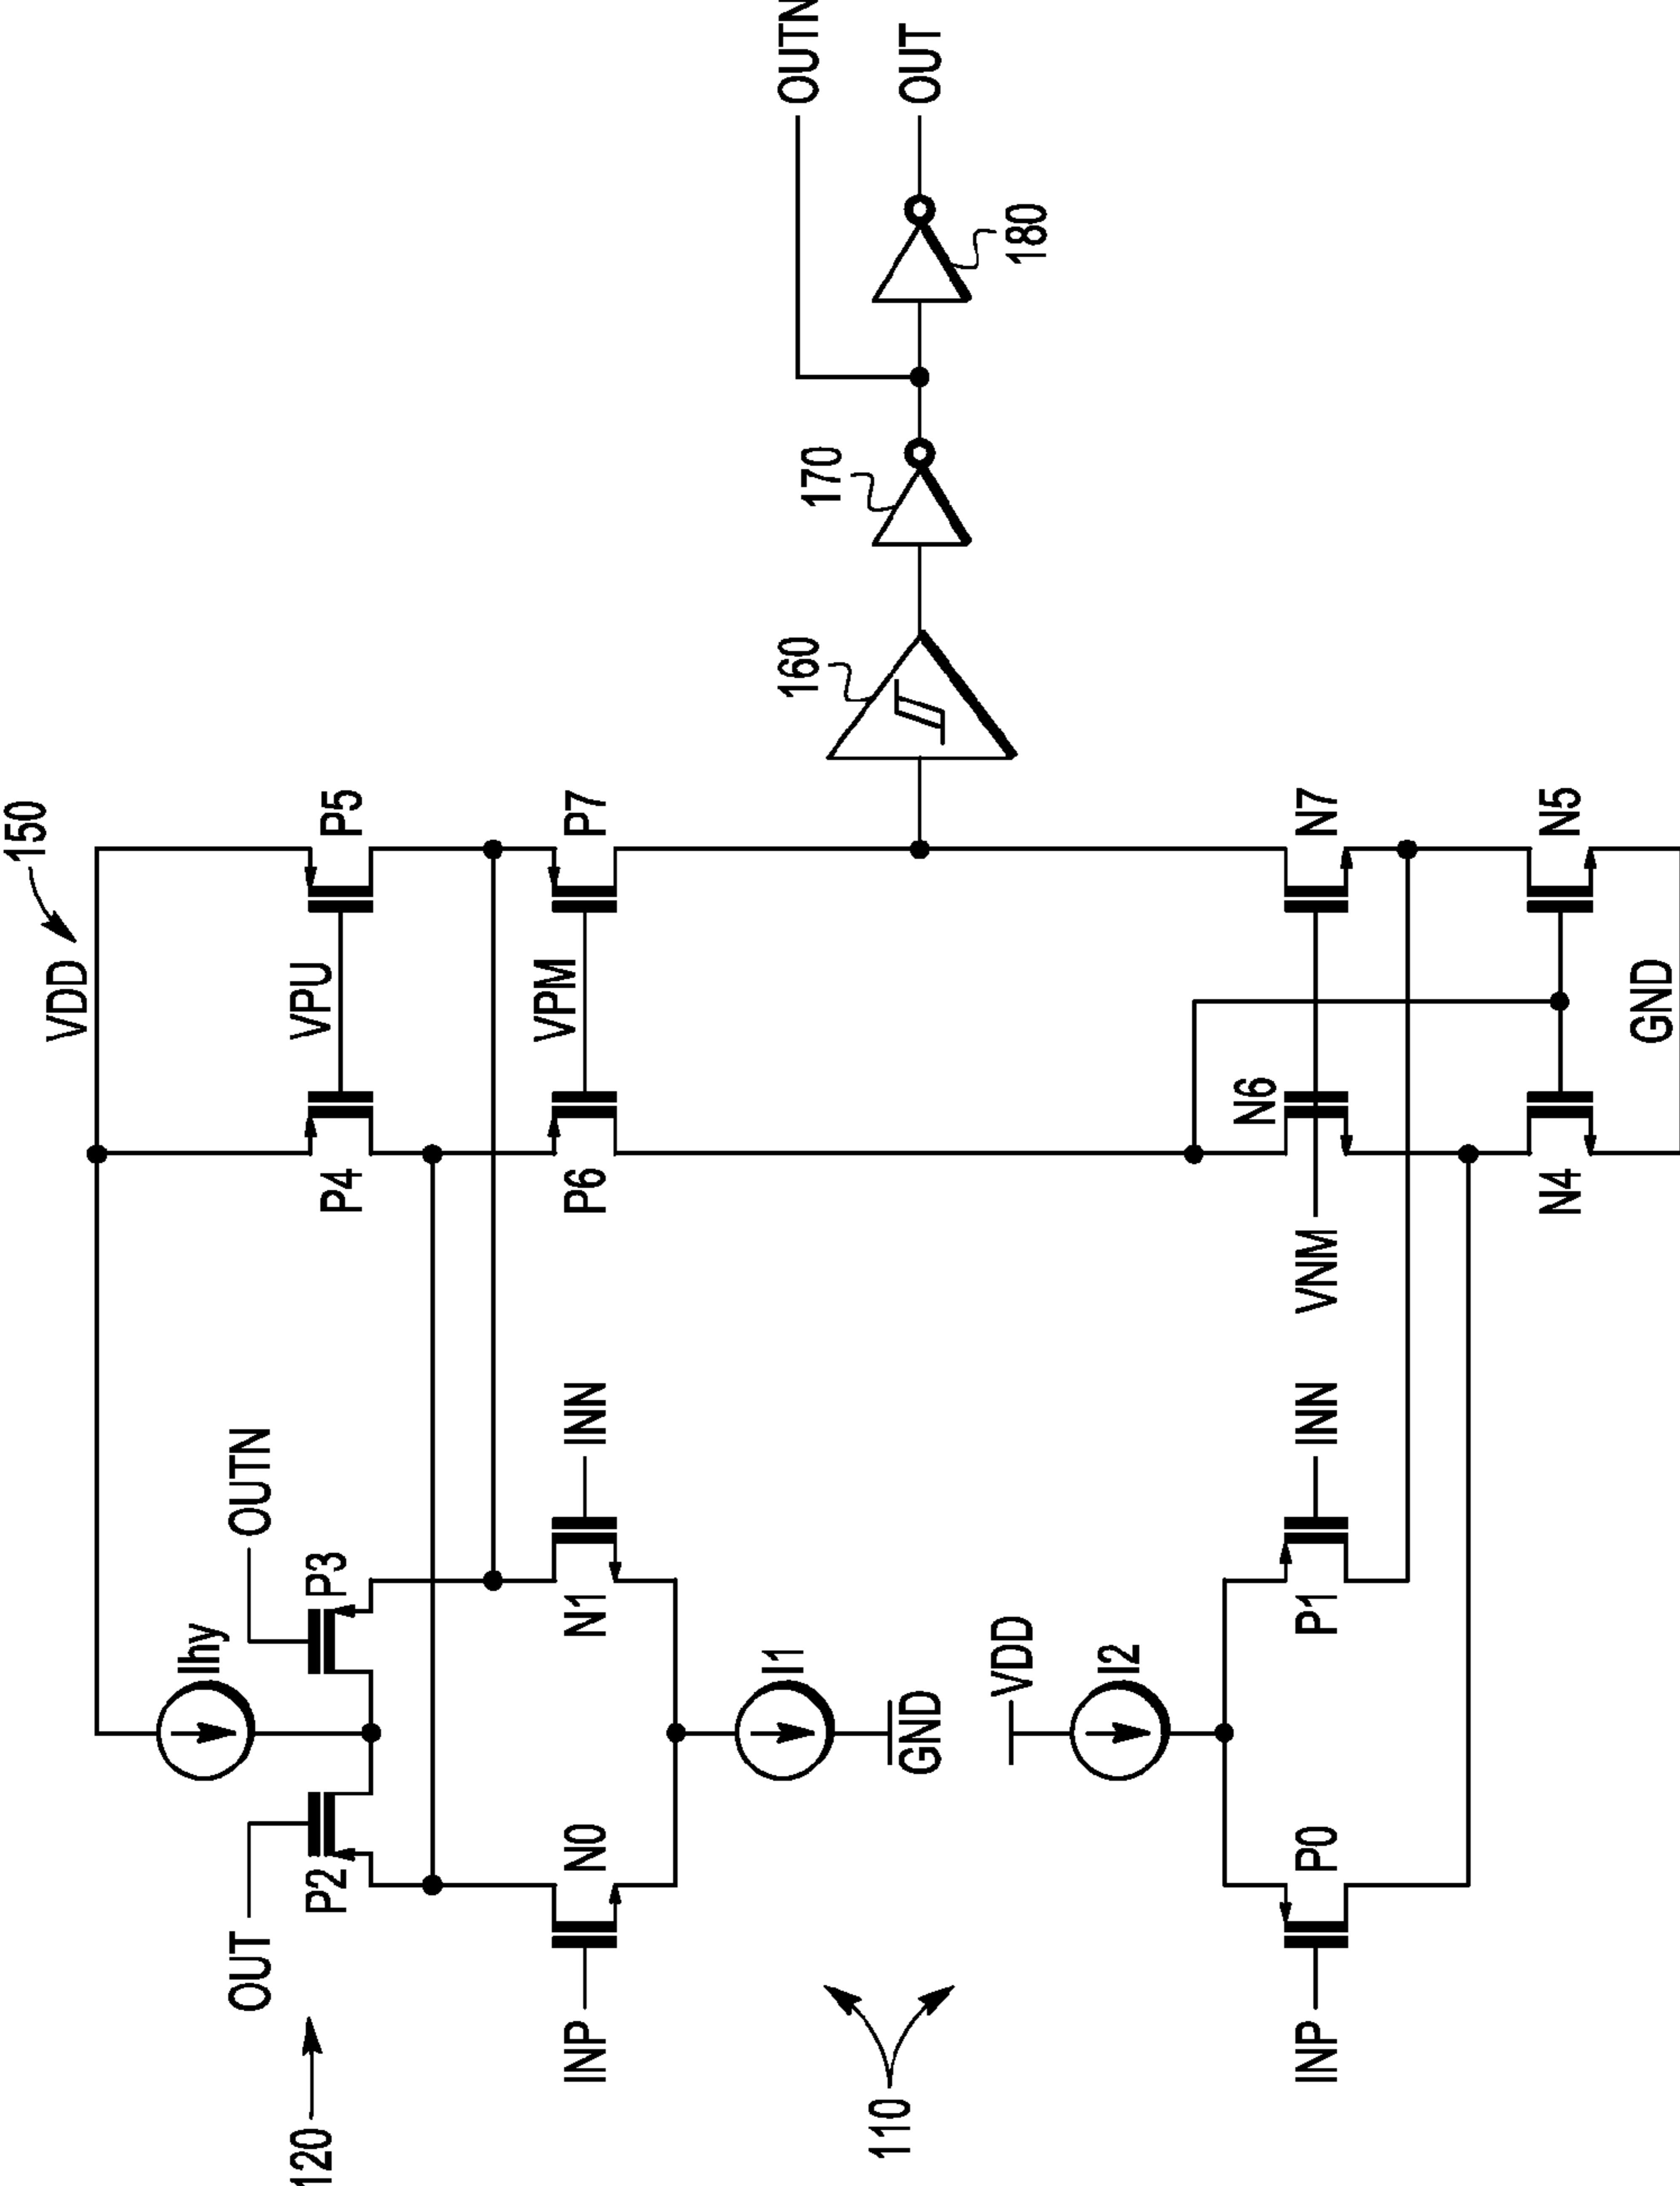 150
VDD
OUTN
OUT
Ihy
P2
P3
OUTN
120
VPU
P4
P5
VPM
P6
P7
INP
N0
N1
INN
160
170
180
OUT
I1
GND
110
VDD
I2
N6
N7
INP
P0
P1
INN
VNM
N4
N5
GND